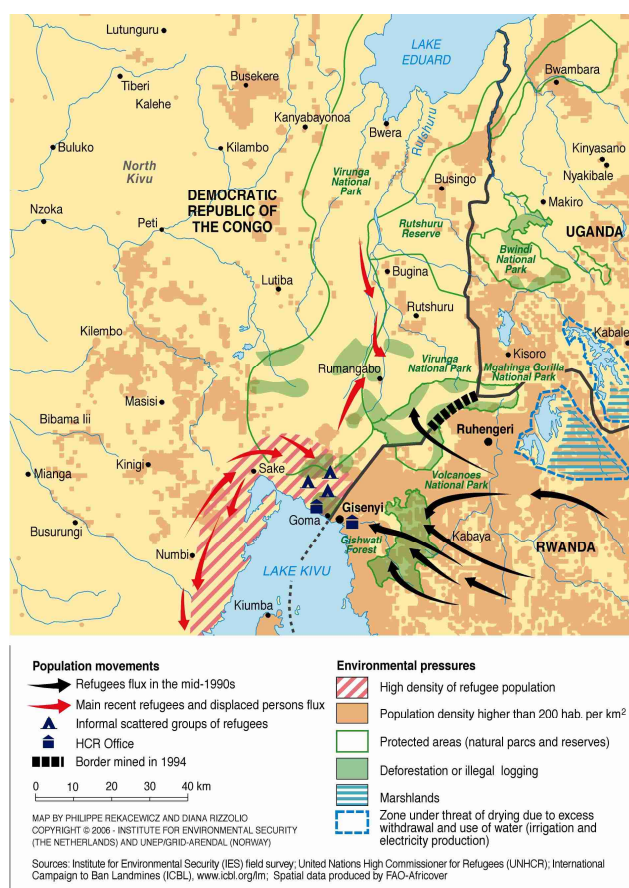 Lutunguru
LAKE
EDUARD
Bwambara
Tiberi
Busekere
Kalehe
Kanyabayonoa
Bwera
Rutshuru
Buluko
Kilambo
Kinyasano
Nyakibale
North
Kivu
Virunga
National
Park
Busingo
DEMOCRATIC
REPUBLIC OF
THE CONGO
Makiro
Nzoka
Peti
Rutshuru
Reserve
UGANDA
Bwindi
National
Park
Bugina
Lutiba
Rutshuru
Kilembo
Kabale
Kisoro
Virunga
National Park
Rumangabo
Mgahinga Gorilla
National Park
Masisi
Bibama Iii
Ruhengeri
Kinigi
Sake
Mianga
Volcanoes
National Park
Goma
Gisenyi
Busurungi
Gishwati
Forest
Kabaya
RWANDA
Numbi
LAKE KIVU
Kiumba
Population movements
Refugees flux in the mid-1990s
Main recent refugees and displaced persons flux
Informal scattered groups of refugees
HCR Office
Border mined in 1994
0 10 20 30 40 km
MAP BY PHILIPPE REKACEWICZ AND DIANA RIZZOLIO
COPYRIGHT © 2006 - INSTITUTE FOR ENVIRONMENTAL SECURITY
(THE NETHERLANDS) AND UNEP/GRID-ARENDAL (NORWAY)
Environmental pressures
High density of refugee population
Population density higher than 200 hab. per km²
Protected areas (natural parcs and reserves)
Deforestation or illegal logging
Marshlands
Zone under threat of drying due to excess
withdrawal and use of water (irrigation and
electricity production)
Sources: Institute for Environmental Security (IES) field survey; United Nations High Commissioner for Refugees (UNHCR); International
Campaign to Ban Landmines (ICBL), www.icbl.org/lm; Spatial data produced by FAO-Africover